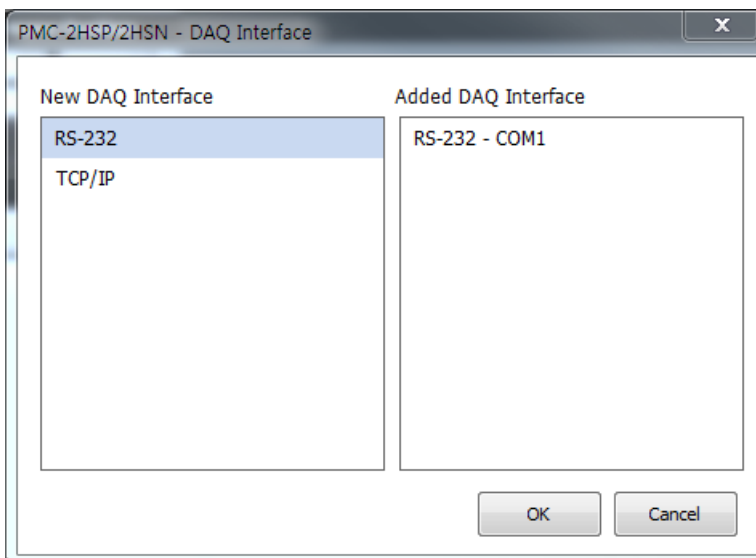 PMC-2HSP/2HSN - DAQ Interface
New DAQ Interface
RS-232
TCP/IP
Added DAQ Interface
RS-232 - COM1
OK
Cancel